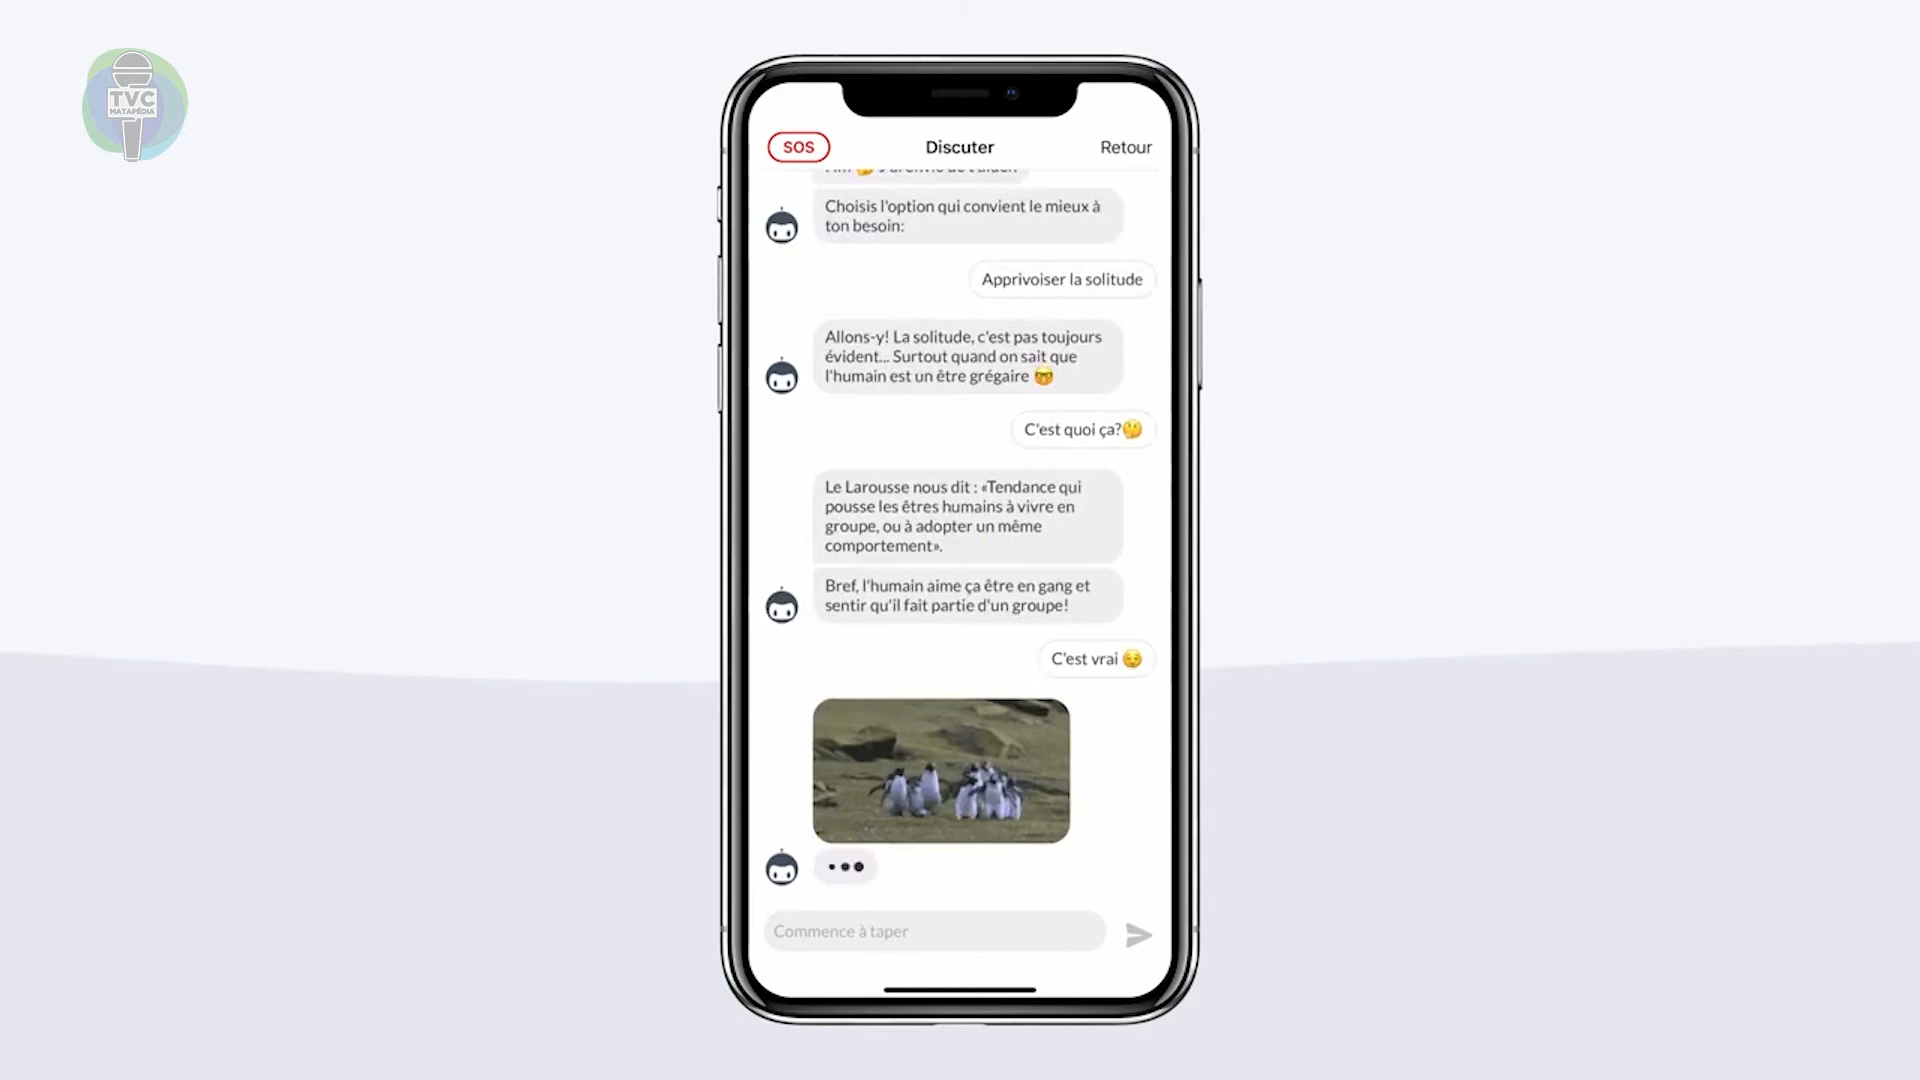 TVC
MATAPÉDIA
SOS
Discuter
Retour
Choisis l'option qui convient le mieux à
ton besoin:
Apprivoiser la solitude
Allons-y! La solitude, c'est pas toujours
évident... Surtout quand on sait que
l'humain est un être grégaire 🤓
C'est quoi ça?🤔
Le Larousse nous dit : «Tendance qui
pousse les êtres humains à vivre en
groupe, ou à adopter un même
comportement».
Bref, l'humain aime ça être en gang et
sentir qu'il fait partie d'un groupe!
C'est vrai 😌
Commence à taper